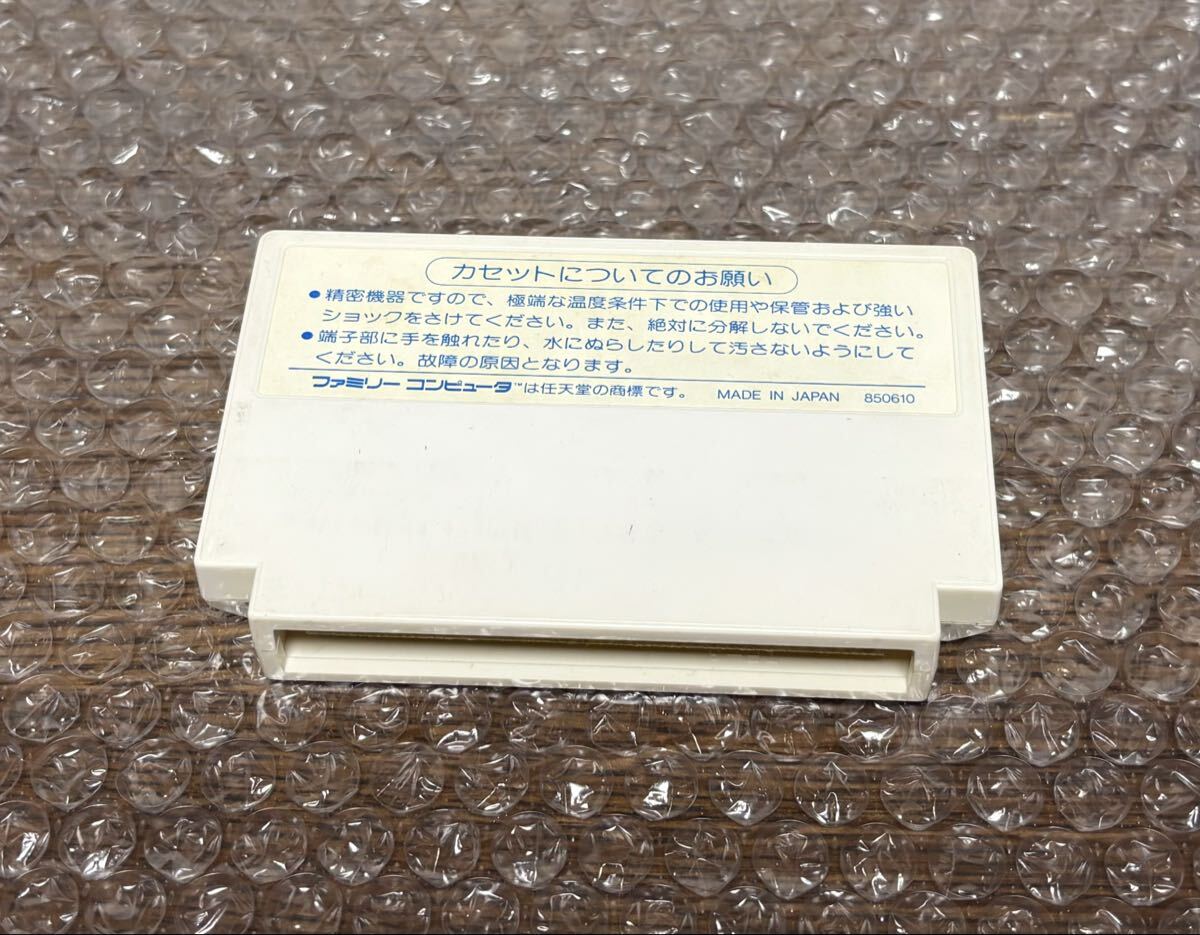 カセットについてのお願い
●精密機器ですので、極端な温度条件下での使用や保管および強い
ショックをさけてください。また、絶対に分解しないでください。
●端子部に手を触れたり、水にぬらしたりして汚さないようにして
ください。故障の原因となります。
ファミリーコンピュータ™は任天堂の商標です。 MADE IN JAPAN 850610